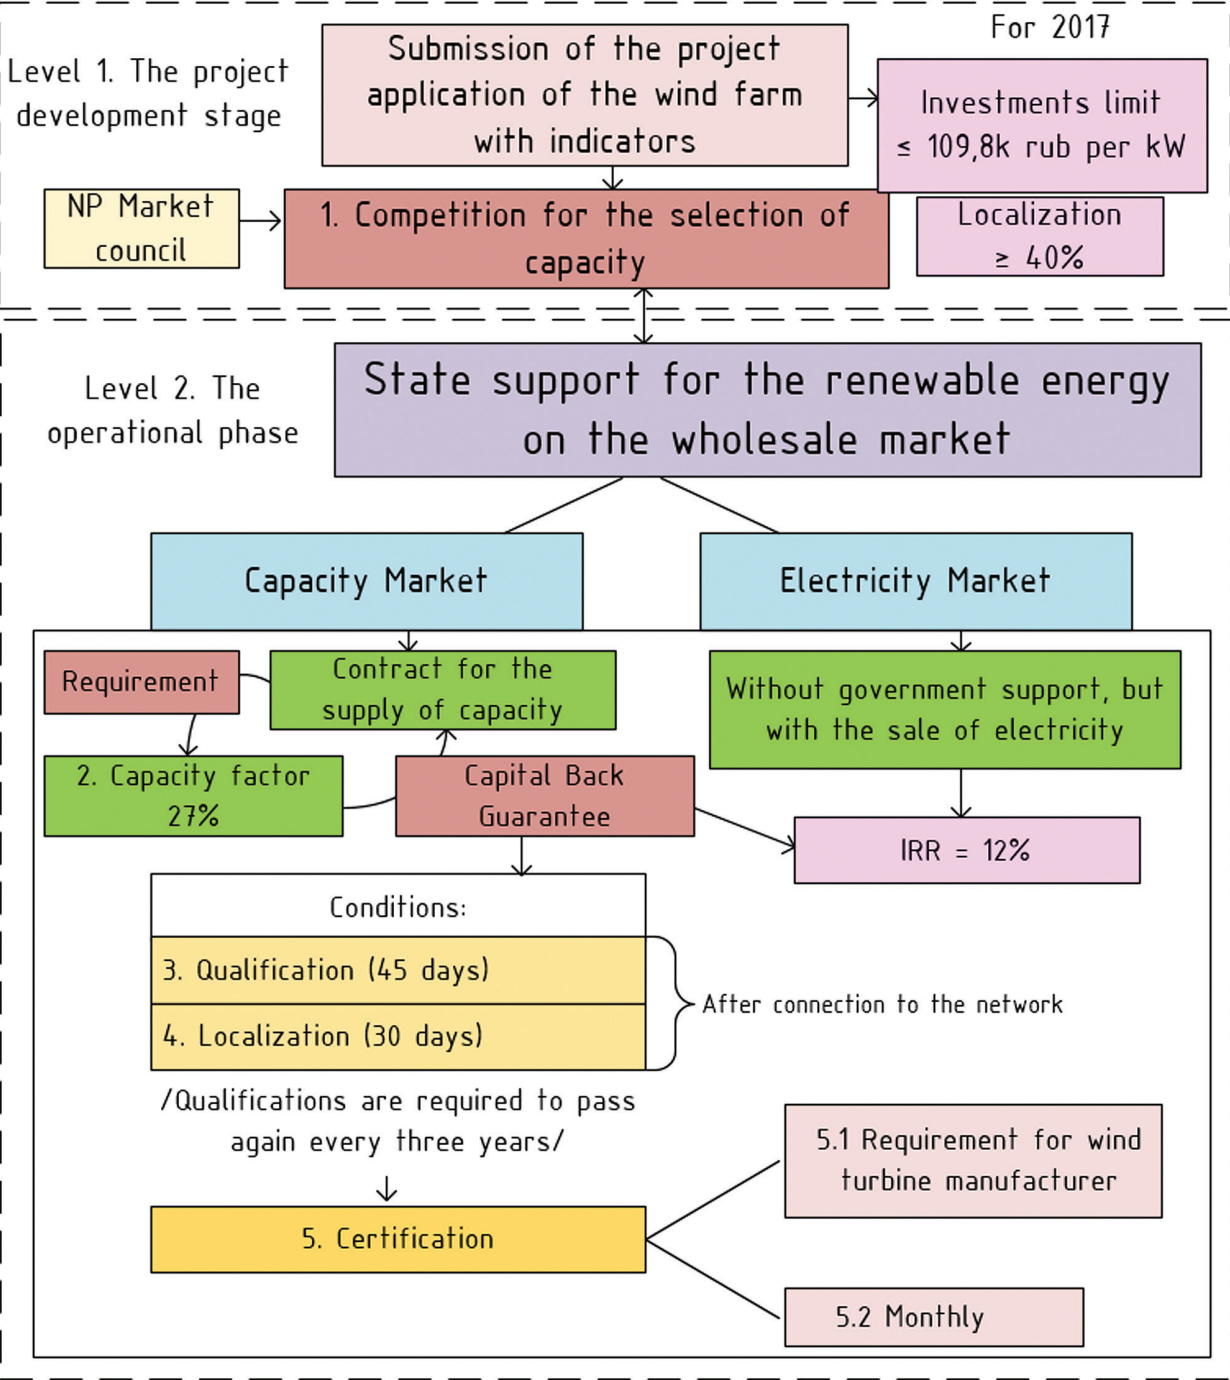 For 2017
Level 1. The project
development stage
Submission of the project
application of the wind farm
with indicators
Investments limit
≤ 109,8k rub per kW
NP Market
council
1. Competition for the selection of
capacity
Localization
≥ 40%
Level 2. The
operational phase
State support for the renewable energy
on the wholesale market
Capacity Market
Electricity Market
Requirement
Contract for the
supply of capacity
Without government support, but
with the sale of electricity
2. Capacity factor
27%
Capital Back
Guarantee
IRR = 12%
Conditions:
3. Qualification (45 days)
4. Localization (30 days)
After connection to the network
/Qualifications are required to pass
again every three years/
5.1 Requirement for wind
turbine manufacturer
5. Certification
5.2 Monthly